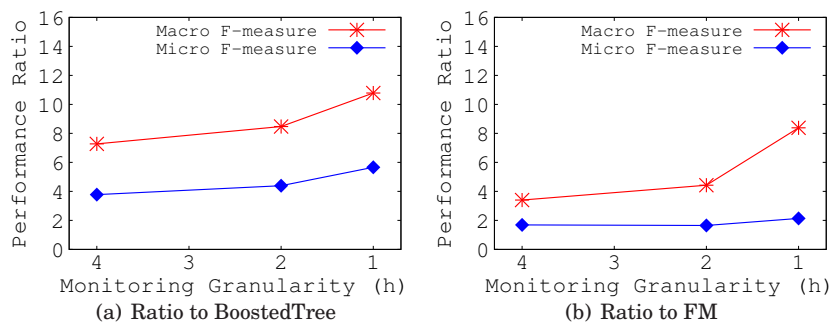 Performance Ratio
16
14
12
10
8
6
4
2
0
Macro F-measure
Micro F-measure
4 3 2 1
Monitoring Granularity (h)
(a) Ratio to BoostedTree
Performance Ratio
16
14
12
10
8
6
4
2
0
Macro F-measure
Micro F-measure
4 3 2 1
Monitoring Granularity (h)
(b) Ratio to FM